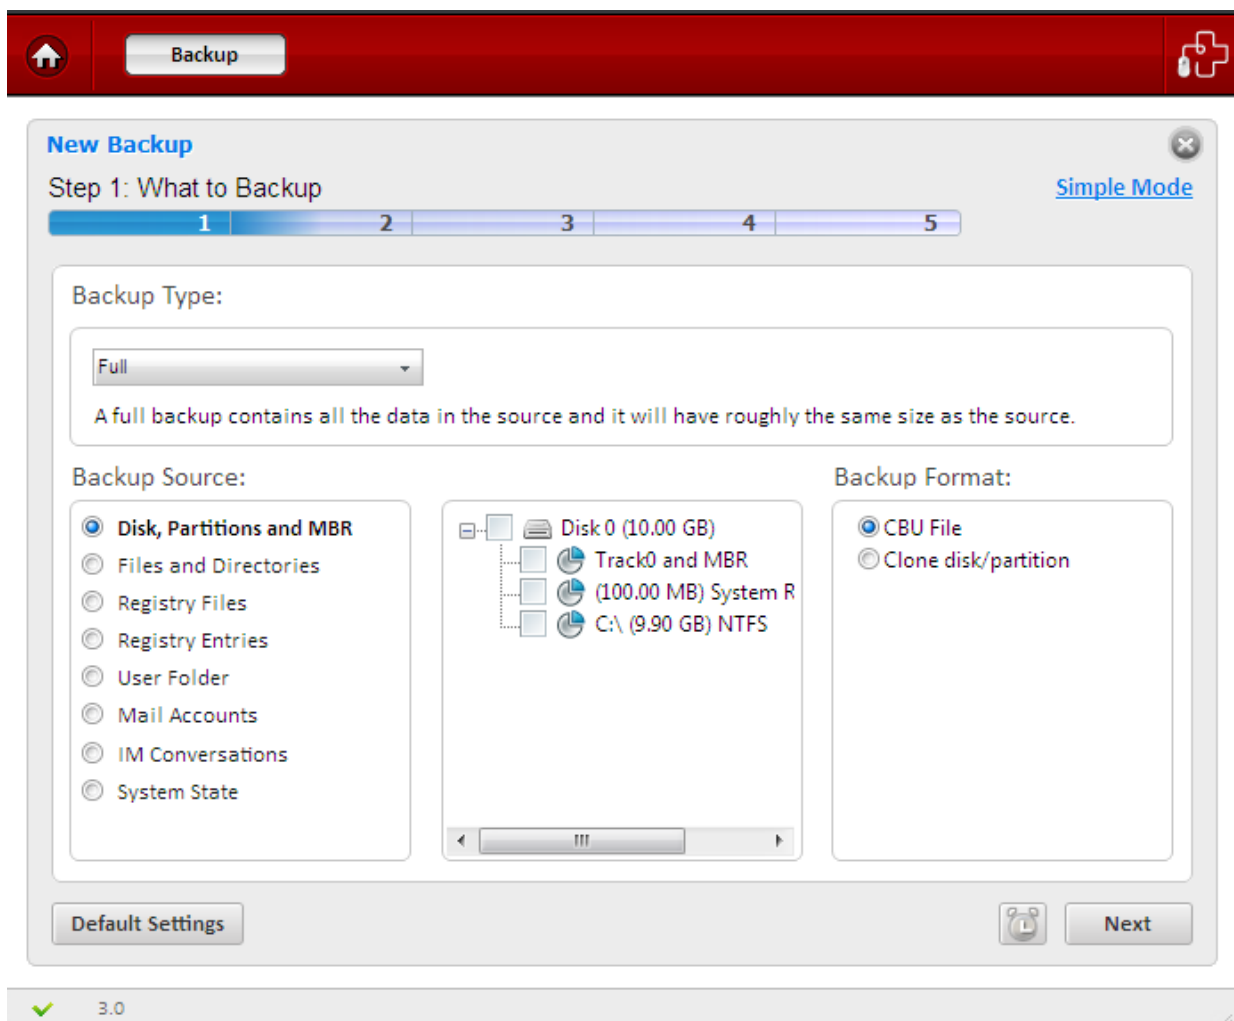 Backup
New Backup
Step 1: What to Backup
Simple Mode
1 2 3 4 5
Backup Type:
Full
A full backup contains all the data in the source and it will have roughly the same size as the source.
Backup Source:
Disk, Partitions and MBR
Files and Directories
Registry Files
Registry Entries
User Folder
Mail Accounts
IM Conversations
System State
Disk 0 (10.00 GB)
Track0 and MBR
(100.00 MB) System R
C:\ (9.90 GB) NTFS
Backup Format:
CBU File
Clone disk/partition
Default Settings
Next
3.0